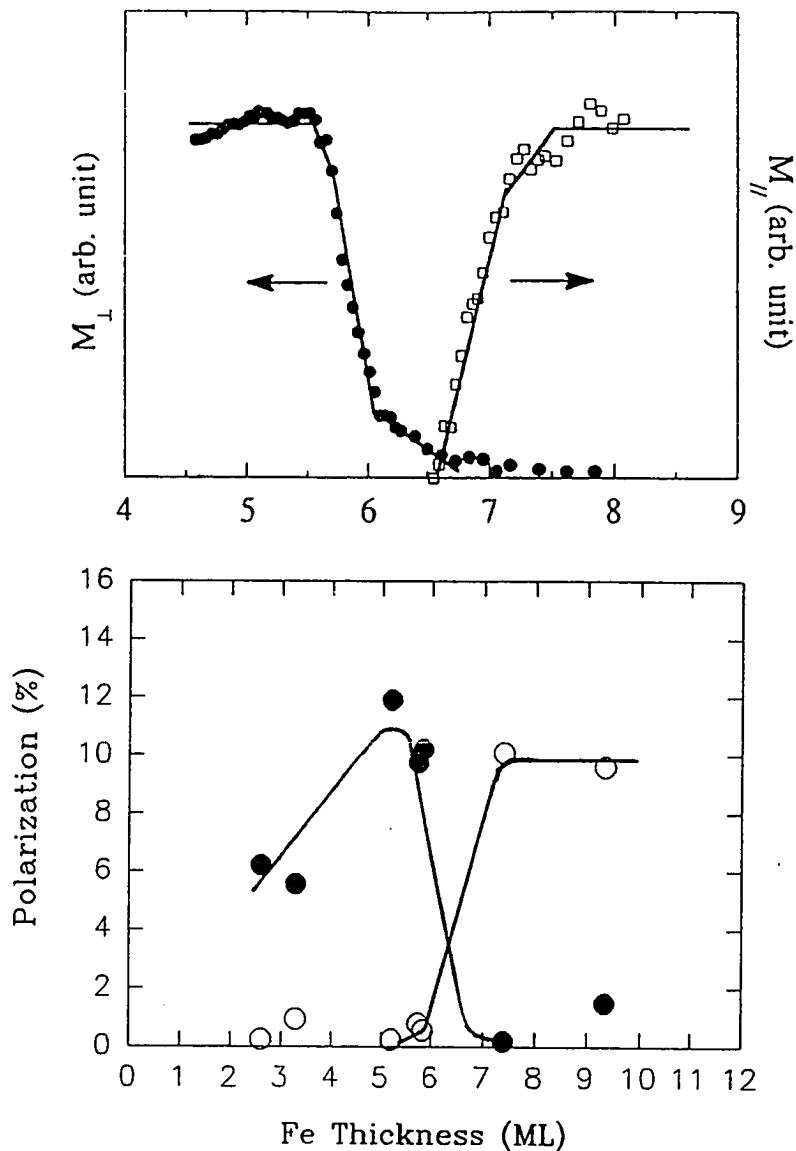 M⊥ (arb. unit)
M// (arb. unit)
4 5 6 7 8 9
Polarization (%)
16
14
12
10
8
6
4
2
0
0 1 2 3 4 5 6 7 8 9 10 11 12
Fe Thickness (ML)